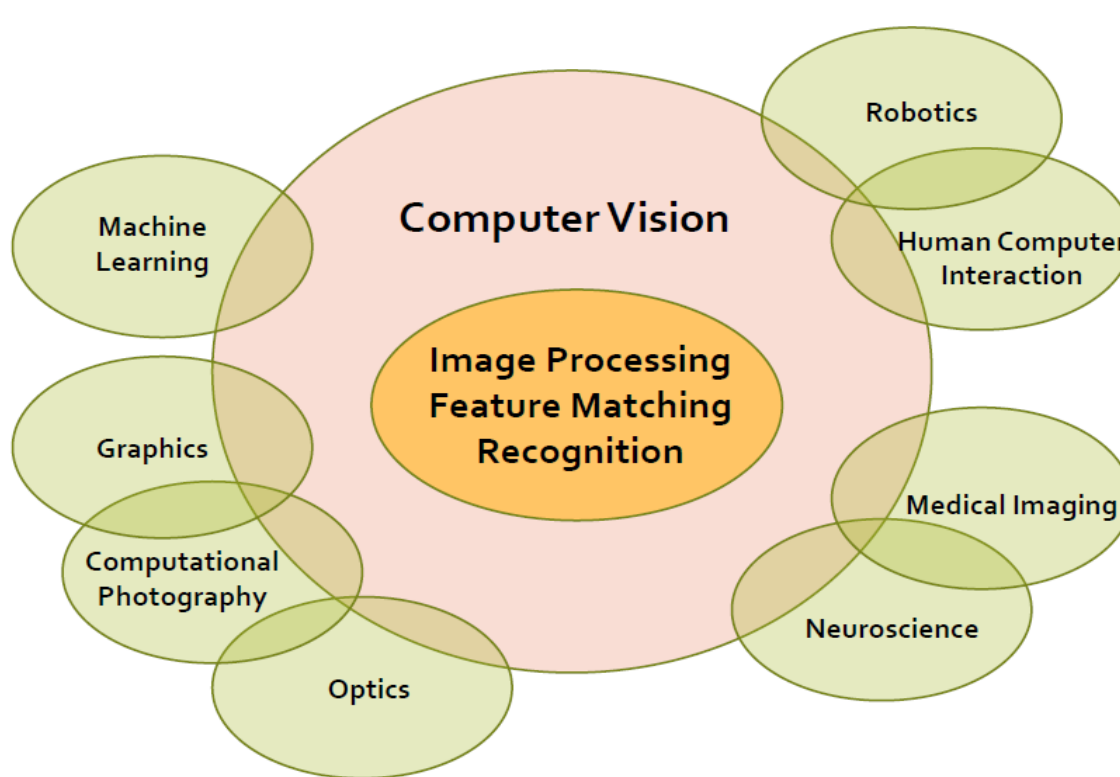 Robotics
Computer Vision
Machine
Learning
Human Computer
Interaction
Image Processing
Feature Matching
Recognition
Graphics
Medical Imaging
Computational
Photography
Neuroscience
Optics